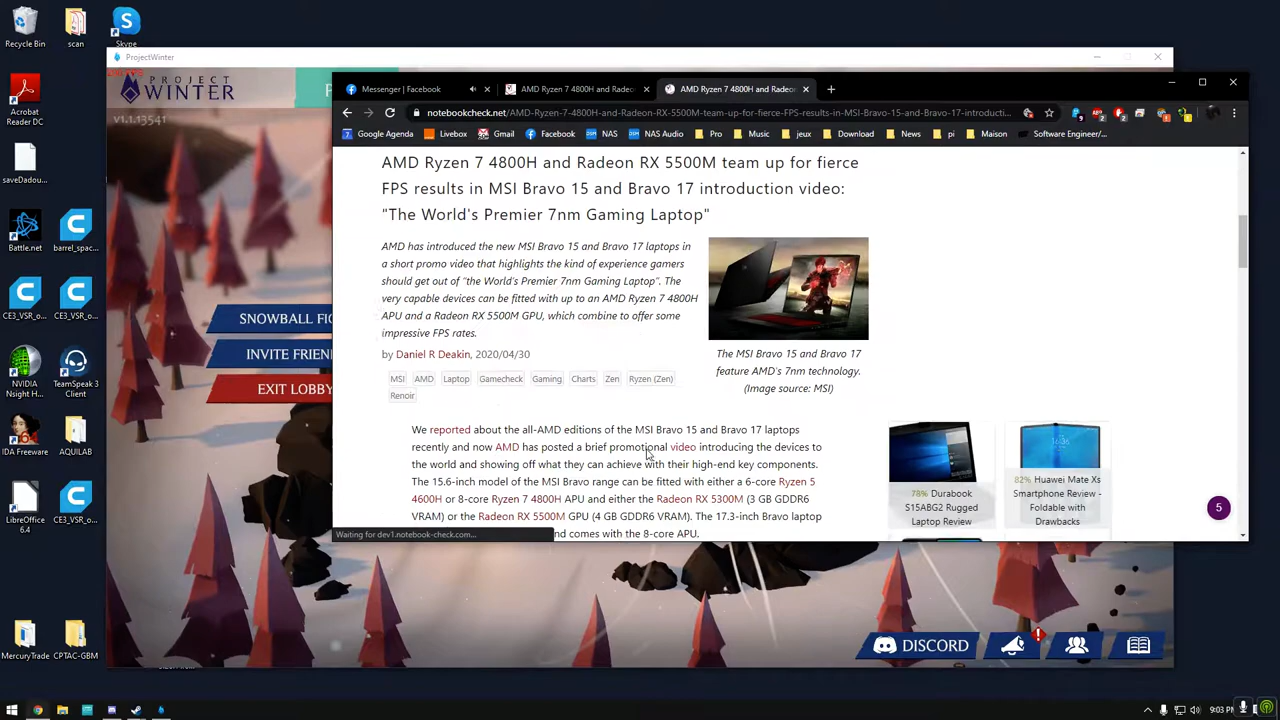 Recycle Bin
scan
Skype
Acrobat
Reader DC
saveDadou...
Battle.net
barrel_spac...
CE3_VSR_o...
CE3_VSR_o...
NVIDIA
Nsight H...
TeamSpeak 3
Client
IDA Freeware
AQUILAB
LibreOffice
6.4
CE3_VSR_o...
MercuryTrade
CPTAC-GBM
ProjectWinter
PROJECT
WINTER
v1.1.13541
SNOWBALL FI
INVITE FRIEN
EXIT LOBBY
DISCORD
Messenger | Facebook
AMD Ryzen 7 4800H and Radeo
AMD Ryzen 7 4800H and Radeo
notebookcheck.net/AMD-Ryzen-7-4800H-and-Radeon-RX-5500M-team-up-for-fierce-FPS-results-in-MSI-Bravo-15-and-Bravo-17-introducti...
Google Agenda
Livebox
Gmail
Facebook
NAS
NAS Audio
Pro
Music
jeux
Download
News
pi
Maison
Software Engineer/...
AMD Ryzen 7 4800H and Radeon RX 5500M team up for fierce
FPS results in MSI Bravo 15 and Bravo 17 introduction video:
"The World's Premier 7nm Gaming Laptop"
AMD has introduced the new MSI Bravo 15 and Bravo 17 laptops in
a short promo video that highlights the kind of experience gamers
should get out of "the World's Premier 7nm Gaming Laptop". The
very capable devices can be fitted with up to an AMD Ryzen 7 4800H
APU and a Radeon RX 5500M GPU, which combine to offer some
impressive FPS rates.
by Daniel R Deakin, 2020/04/30
The MSI Bravo 15 and Bravo 17
feature AMD's 7nm technology.
(Image source: MSI)
MSI
AMD
Laptop
Gamecheck
Gaming
Charts
Zen
Ryzen (Zen)
Renoir
We reported about the all-AMD editions of the MSI Bravo 15 and Bravo 17 laptops
recently and now AMD has posted a brief promotional video introducing the devices to
the world and showing off what they can achieve with their high-end key components.
The 15.6-inch model of the MSI Bravo range can be fitted with either a 6-core Ryzen 5
4600H or 8-core Ryzen 7 4800H APU and either the Radeon RX 5300M (3 GB GDDR6
VRAM) or the Radeon RX 5500M GPU (4 GB GDDR6 VRAM). The 17.3-inch Bravo laptop
nd comes with the 8-core APU.
78% Durabook
S15ABG2 Rugged
Laptop Review
82% Huawei Mate Xs
Smartphone Review -
Foldable with
Drawbacks
5
Waiting for dev1.notebook-check.com...
9:03 PM